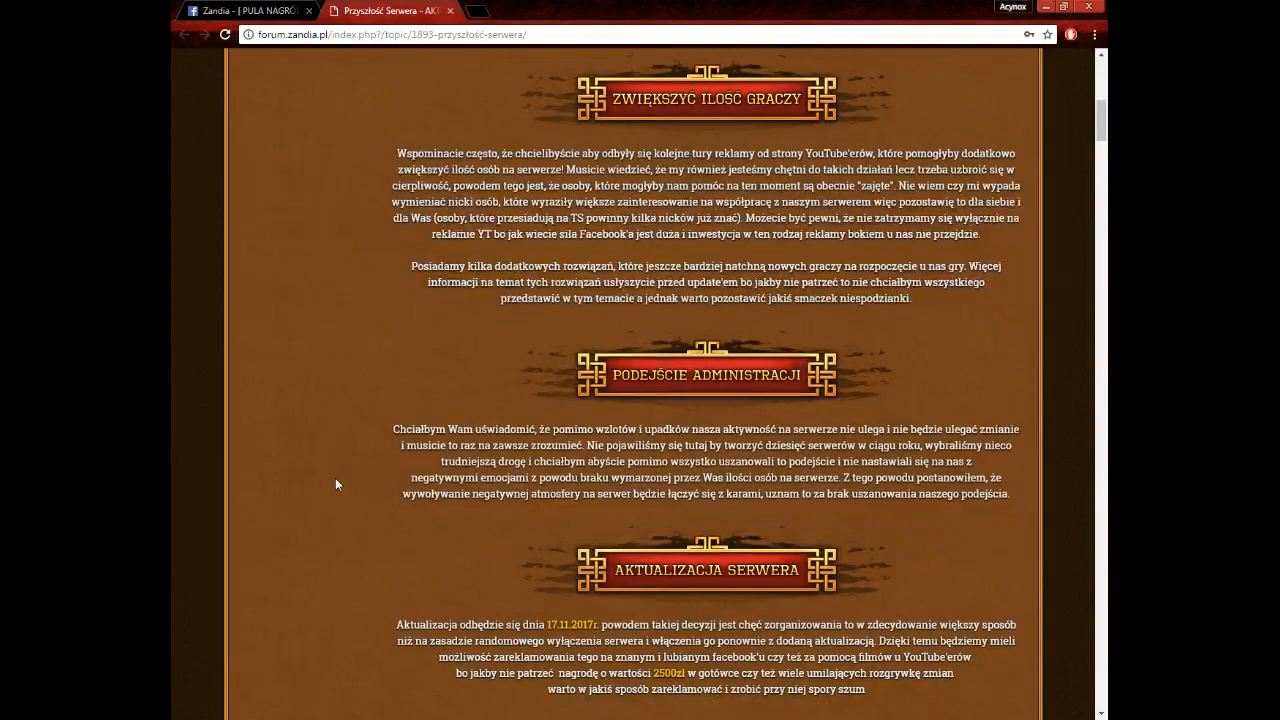 Zandia - [ PULA NAGRÓ
Przyszłość Serwera - AKT
Acynox
forum.zandia.pl/index.php?/topic/1893-przyszłość-serwera/
ZWIĘKSZYĆ ILOŚĆ GRACZY
Wspominacie często, że chcielibyście aby odbyły się kolejne tury reklamy od strony YouTube'erów, które pomogłyby dodatkowo
zwiększyć ilość osób na serwerze! Musicie wiedzieć, że my również jesteśmy chętni do takich działań lecz trzeba uzbroić się w
cierpliwość, powodem tego jest, że osoby, które mogłyby nam pomóc na ten moment są obecnie "zajęte". Nie wiem czy mi wypada
wymieniać nicki osób, które wyraziły większe zainteresowanie na współpracę z naszym serwerem więc pozostawię to dla siebie i
dla Was (osoby, które przesiadują na TS powinny kilka nicków już znać). Możecie być pewni, że nie zatrzymamy się wyłącznie na
reklamie YT bo jak wiecie siła Facebook'a jest duża i inwestycja w ten rodzaj reklamy bokiem u nas nie przejdzie.
Posiadamy kilka dodatkowych rozwiązań, które jeszcze bardziej natchną nowych graczy na rozpoczęcie u nas gry. Więcej
informacji na temat tych rozwiązań usłyszycie przed update'em bo jakby nie patrzeć to nie chciałbym wszystkiego
przedstawić w tym temacie a jednak warto pozostawić jakiś smaczek niespodzianki.
PODEJŚCIE ADMINISTRACJI
Chciałbym Wam uświadomić, że pomimo wzlotów i upadków nasza aktywność na serwerze nie ulega i nie będzie ulegać zmianie
i musicie to raz na zawsze zrozumieć. Nie pojawiliśmy się tutaj by tworzyć dziesięć serwerów w ciągu roku, wybraliśmy nieco
trudniejszą drogę i chciałbym abyście pomimo wszystko uszanowali to podejście i nie nastawiali się na nas z
negatywnymi emocjami z powodu braku wymarzonej przez Was ilości osób na serwerze. Z tego powodu postanowiłem, że
wywoływanie negatywnej atmosfery na serwer będzie łączyć się z karami, uznam to za brak uszanowania naszego podejścia.
AKTUALIZACJA SERWERA
Aktualizacja odbędzie się dnia 17.11.2017r. powodem takiej decyzji jest chęć zorganizowania to w zdecydowanie większy sposób
niż na zasadzie randomowego wyłączenia serwera i włączenia go ponownie z dodaną aktualizacją. Dzięki temu będziemy mieli
możliwość zareklamowania tego na znanym i lubianym facebook'u czy też za pomocą filmów u YouTube'erów
bo jakby nie patrzeć nagrodę o wartości 2500zł w gotówce czy też wiele umilających rozgrywkę zmian
warto w jakiś sposób zareklamować i zrobić przy niej spory szum